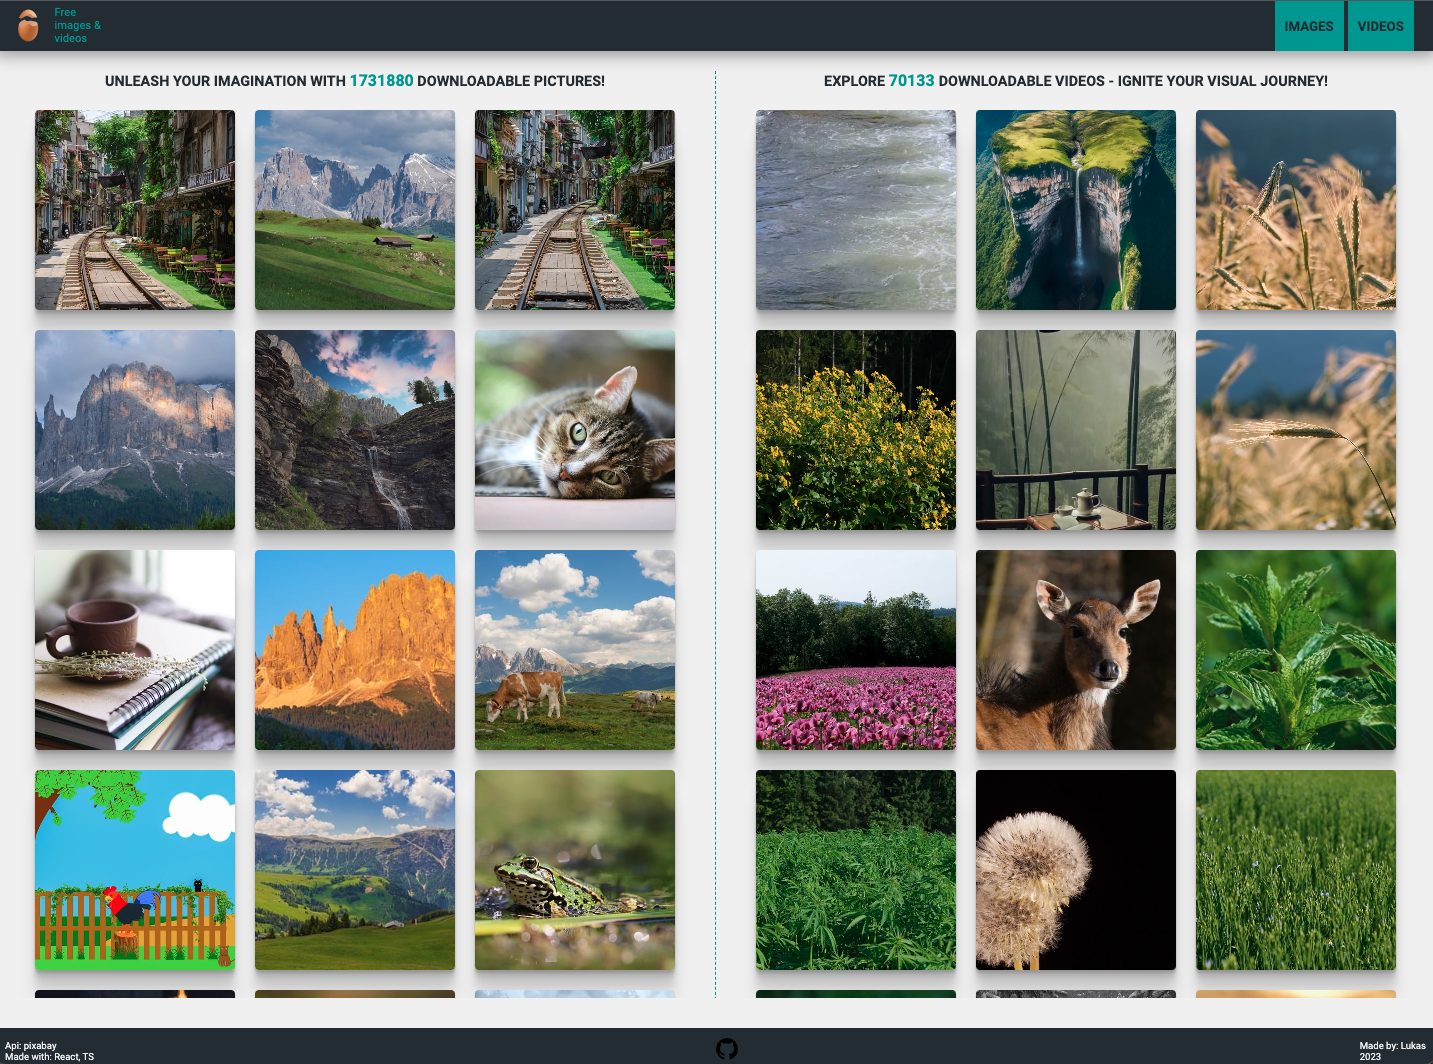 Free
images &
videos
IMAGES
VIDEOS
UNLEASH YOUR IMAGINATION WITH 1731880 DOWNLOADABLE PICTURES!
EXPLORE 70133 DOWNLOADABLE VIDEOS - IGNITE YOUR VISUAL JOURNEY!
Api: pixabay
Made with: React, TS
Made by: Lukas
2023